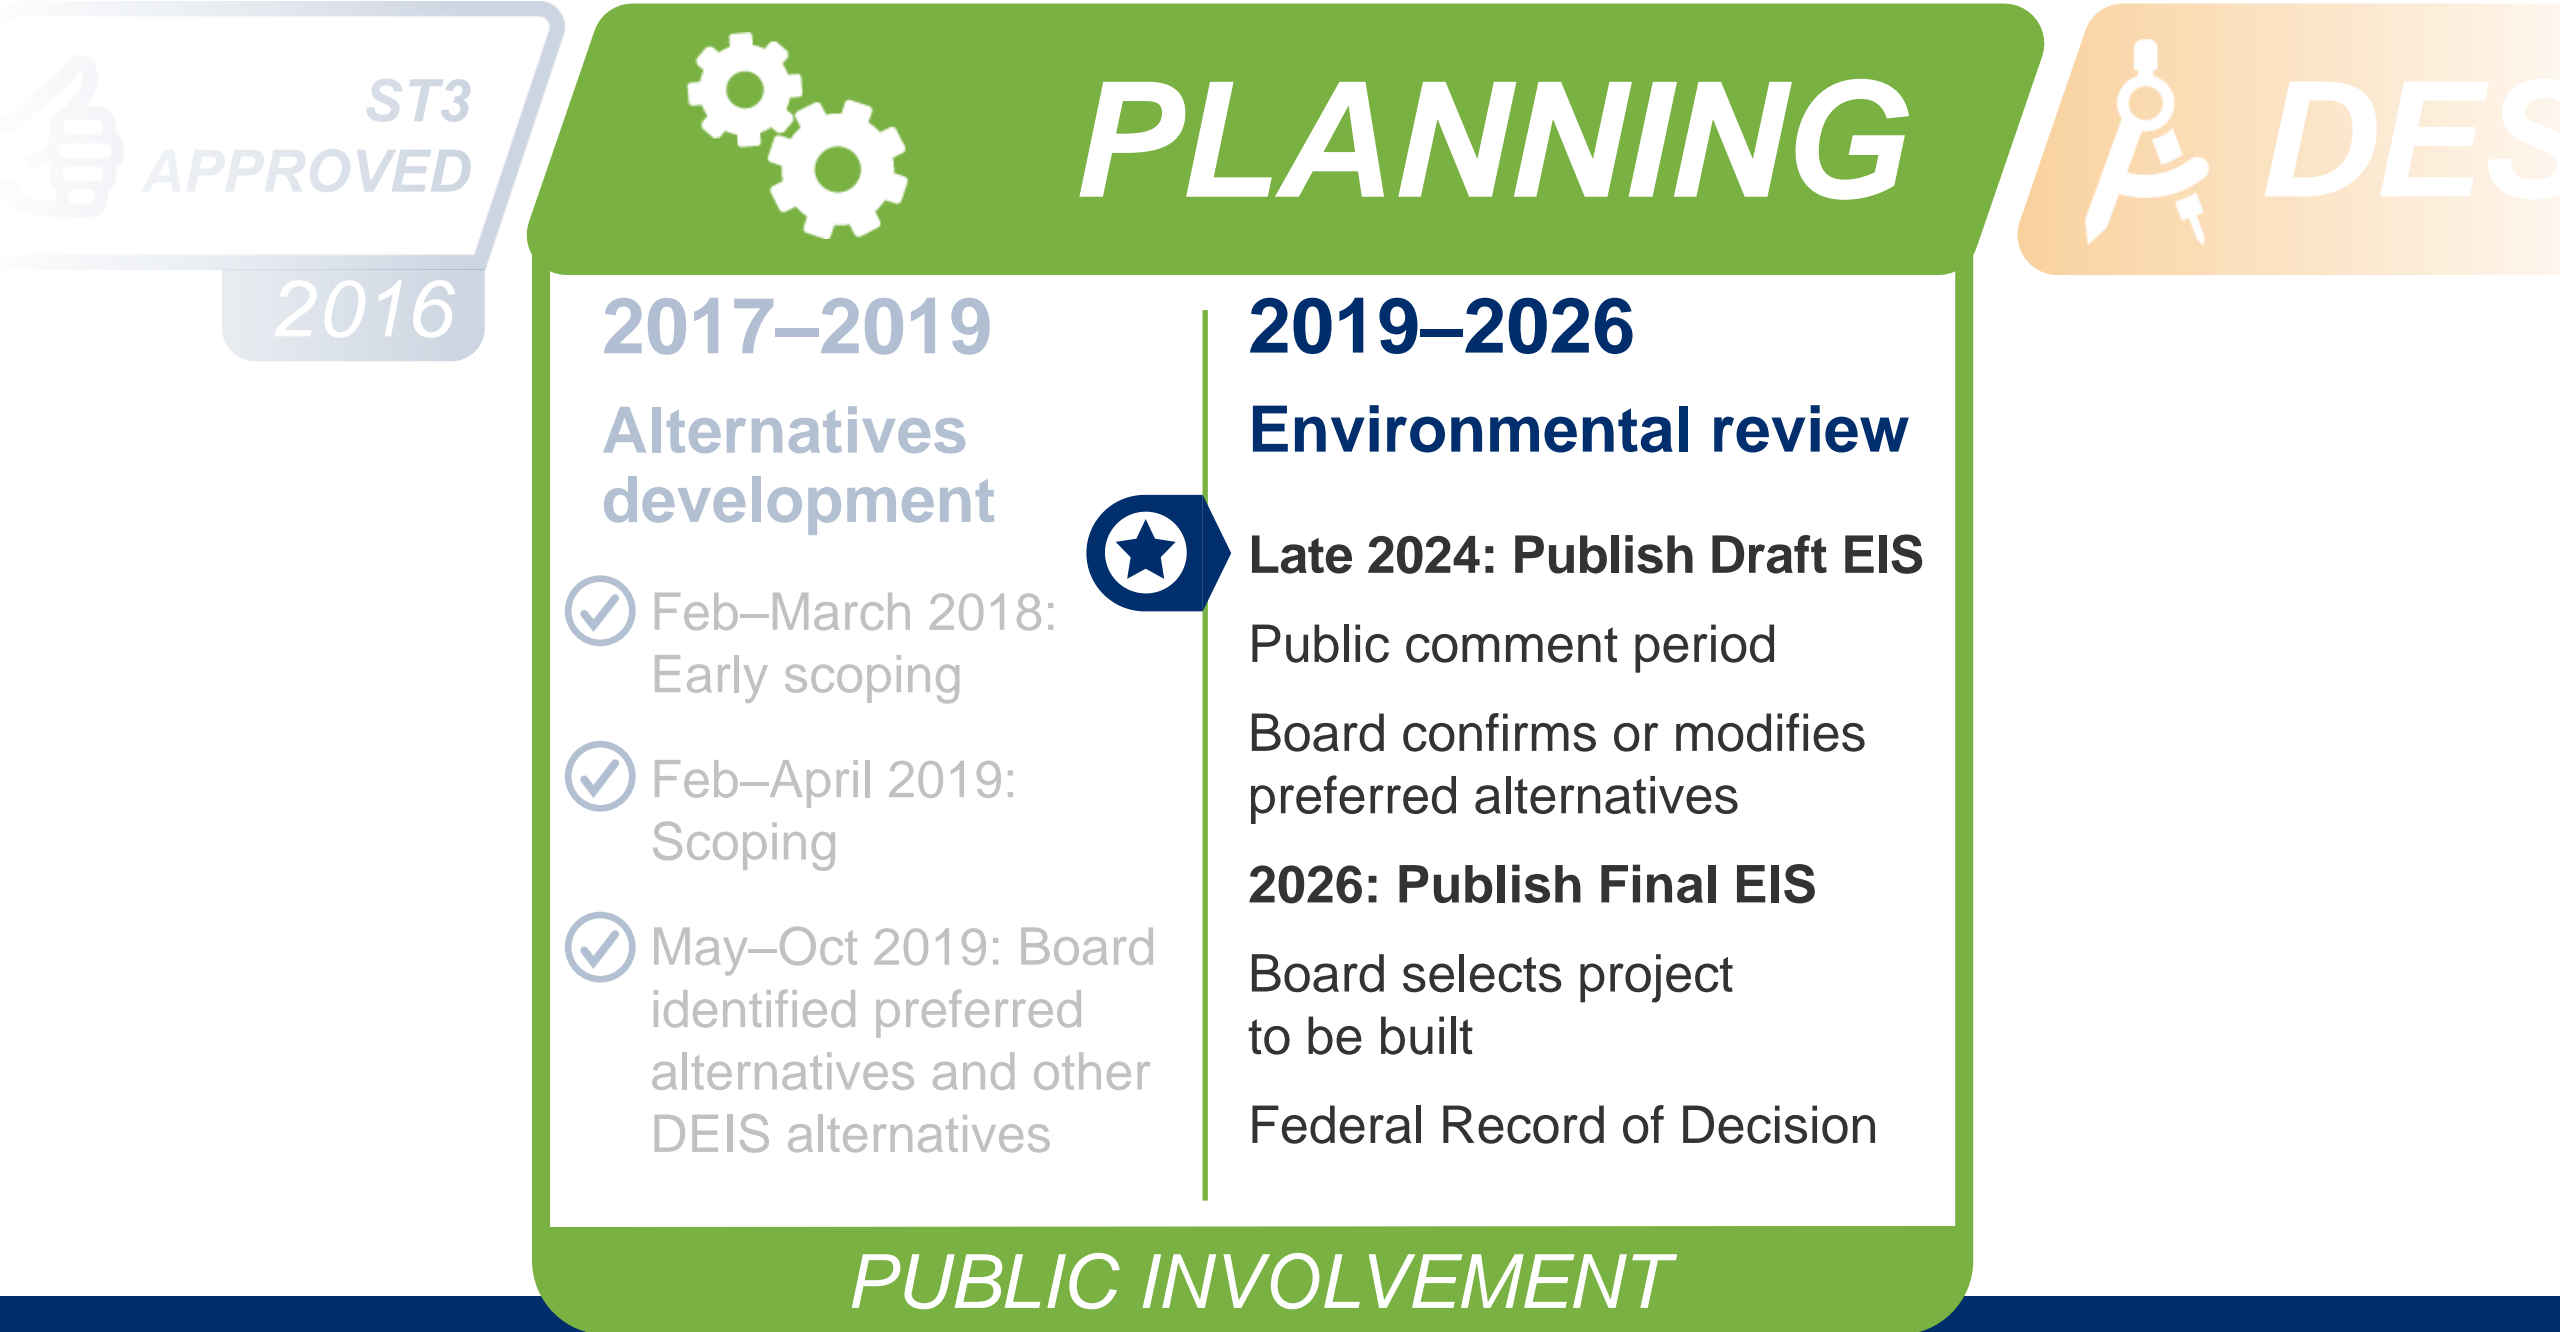 ST3
APPROVED
2016
PLANNING
DES
2017–2019
Alternatives
development
Feb–March 2018:
Early scoping
Feb–April 2019:
Scoping
May–Oct 2019: Board
identified preferred
alternatives and other
DEIS alternatives
2019–2026
Environmental review
Late 2024: Publish Draft EIS
Public comment period
Board confirms or modifies
preferred alternatives
2026: Publish Final EIS
Board selects project
to be built
Federal Record of Decision
PUBLIC INVOLVEMENT